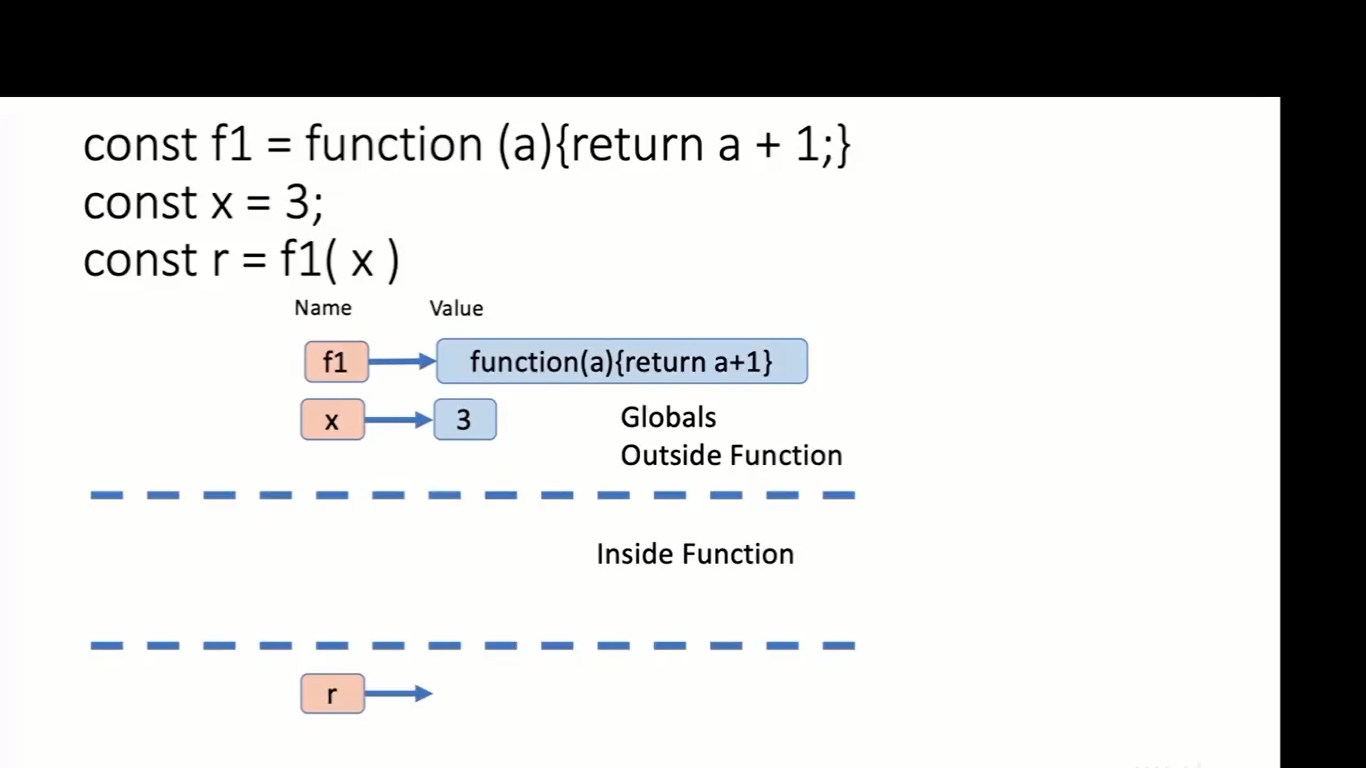 const f1 = function (a){return a + 1;}
const x = 3;
const r = f1( x )
Name Value
f1 function(a){return a+1}
x 3
Globals
Outside Function
Inside Function
r